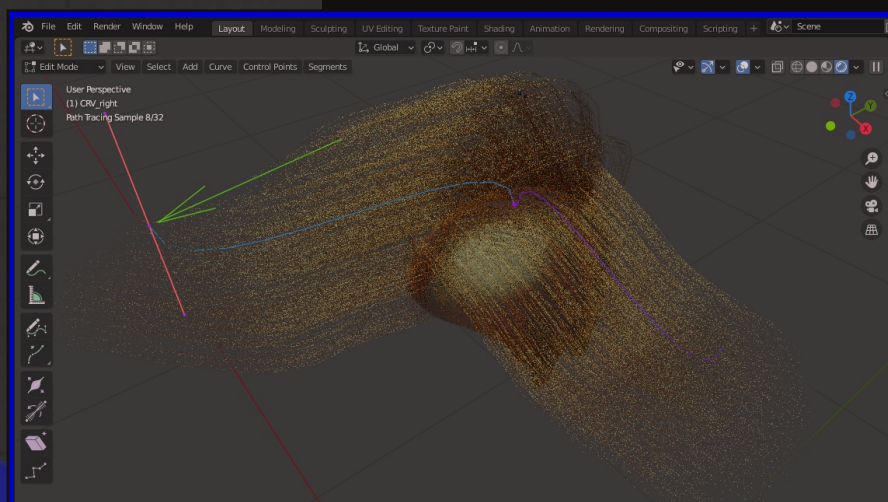 File Edit Render Window Help Layout Modeling Sculpting UV Editing Texture Paint Shading Animation Rendering Compositing Scripting + Scene
Global
Edit Mode View Select Add Curve Control Points Segments
User Perspective
(1) CRV_right
Path Tracing Sample 8/32
Z
Y
X